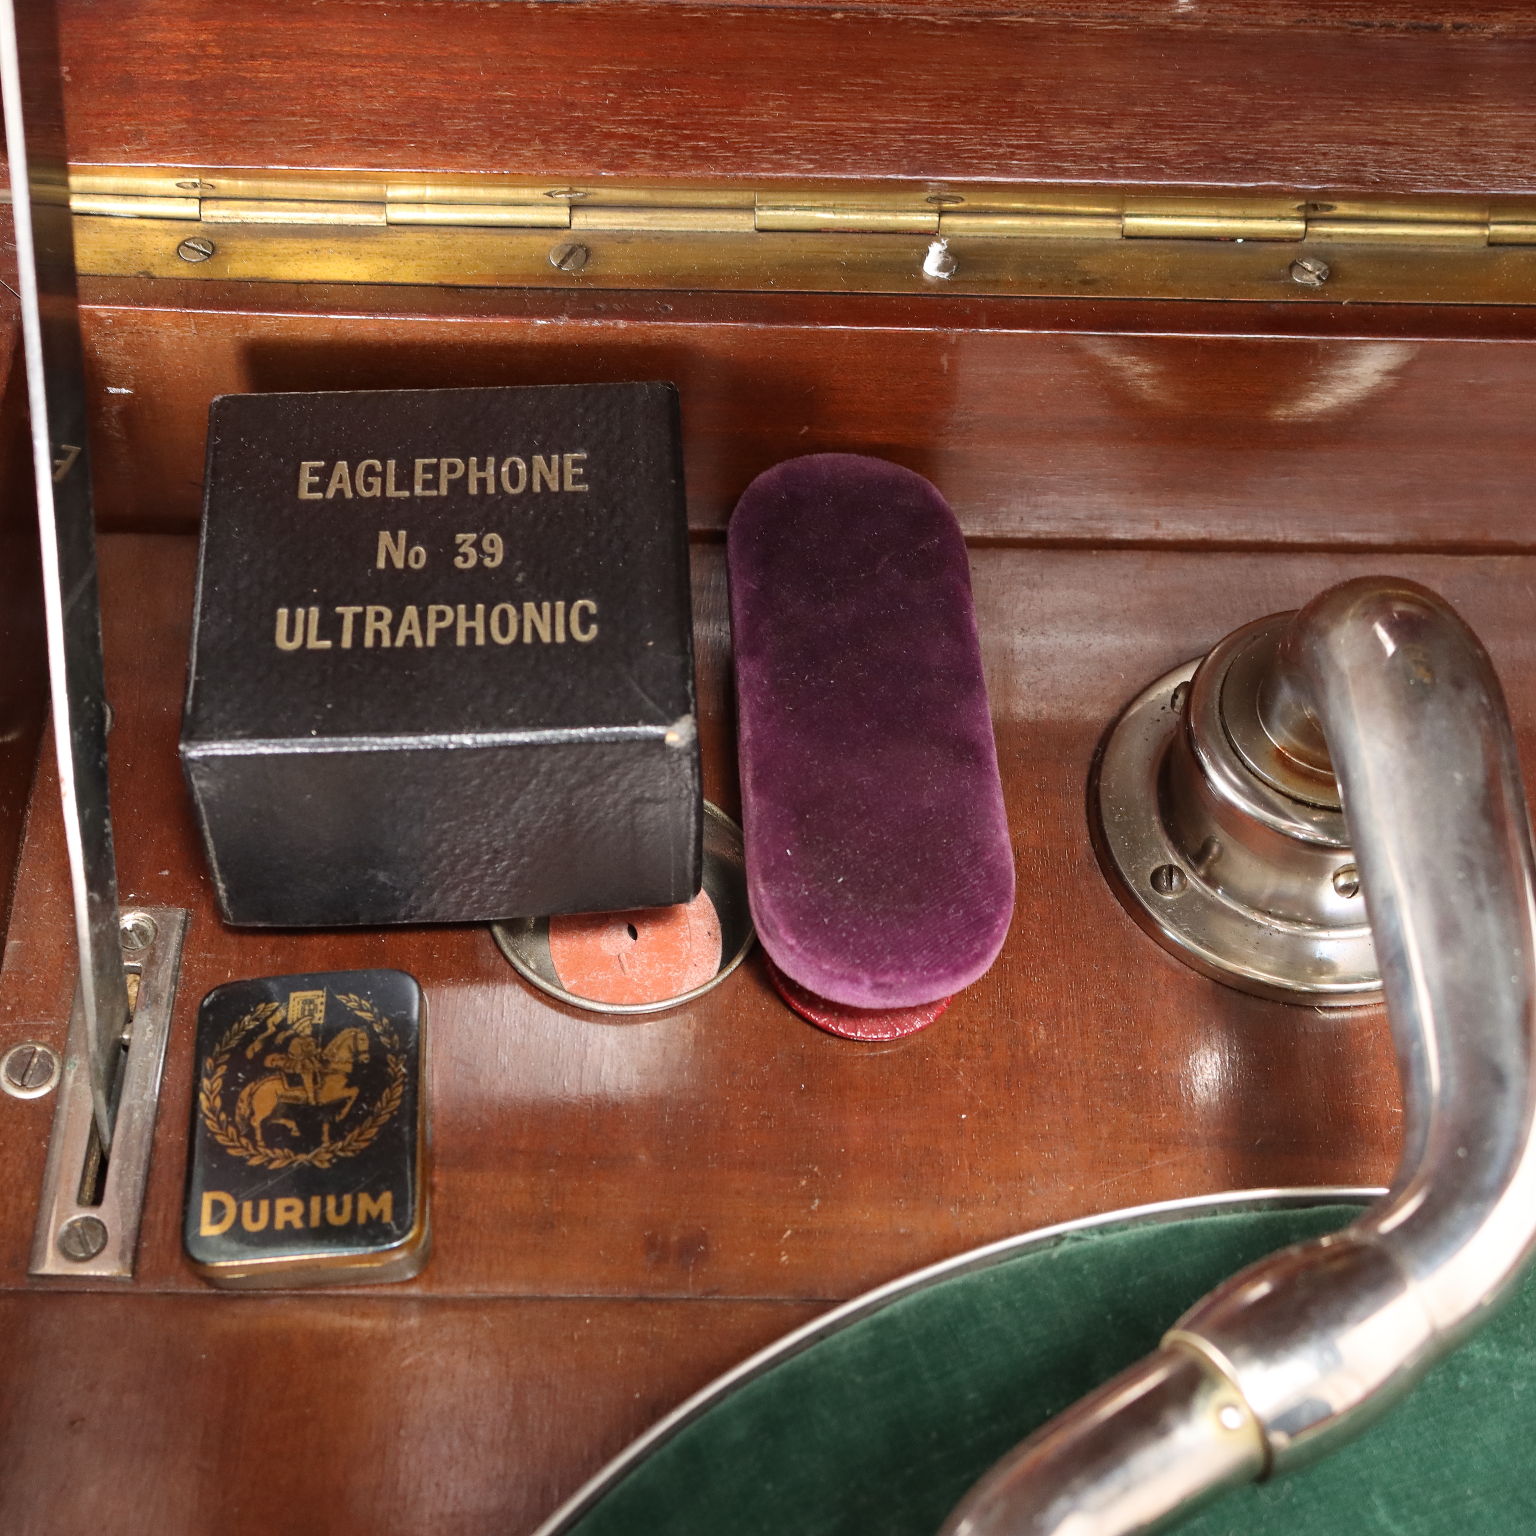 EAGLEPHONE
No 39
ULTRAPHONIC
DURIUM